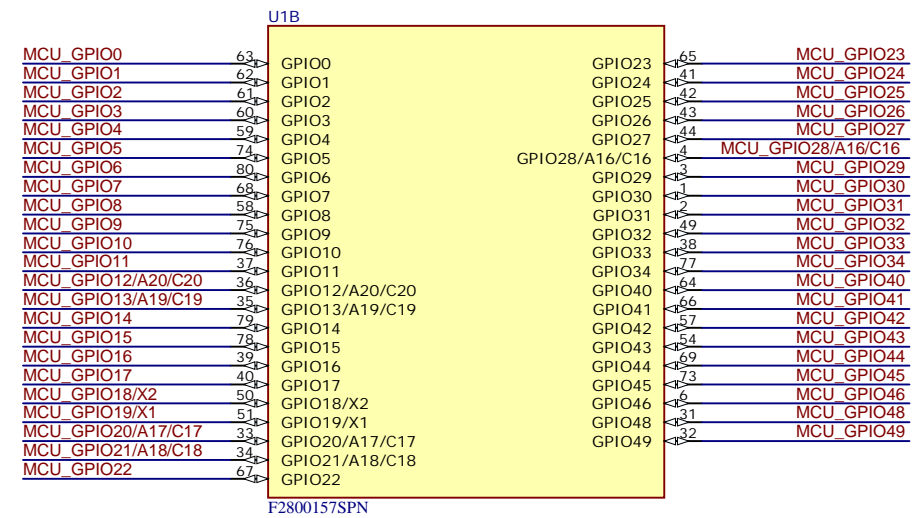 U1B
MCU_GPIO0 63 GPIO0 GPIO23 65 MCU_GPIO23
MCU_GPIO1 62 GPIO1 GPIO24 41 MCU_GPIO24
MCU_GPIO2 61 GPIO2 GPIO25 42 MCU_GPIO25
MCU_GPIO3 60 GPIO3 GPIO26 43 MCU_GPIO26
MCU_GPIO4 59 GPIO4 GPIO27 44 MCU_GPIO27
MCU_GPIO5 74 GPIO5 GPIO28/A16/C16 4 MCU_GPIO28/A16/C16
MCU_GPIO6 80 GPIO6 GPIO29 3 MCU_GPIO29
MCU_GPIO7 68 GPIO7 GPIO30 1 MCU_GPIO30
MCU_GPIO8 58 GPIO8 GPIO31 2 MCU_GPIO31
MCU_GPIO9 75 GPIO9 GPIO32 49 MCU_GPIO32
MCU_GPIO10 76 GPIO10 GPIO33 38 MCU_GPIO33
MCU_GPIO11 37 GPIO11 GPIO34 77 MCU_GPIO34
MCU_GPIO12/A20/C20 36 GPIO12/A20/C20 GPIO40 64 MCU_GPIO40
MCU_GPIO13/A19/C19 35 GPIO13/A19/C19 GPIO41 66 MCU_GPIO41
MCU_GPIO14 79 GPIO14 GPIO42 57 MCU_GPIO42
MCU_GPIO15 78 GPIO15 GPIO43 54 MCU_GPIO43
MCU_GPIO16 39 GPIO16 GPIO44 69 MCU_GPIO44
MCU_GPIO17 40 GPIO17 GPIO45 73 MCU_GPIO45
MCU_GPIO18/X2 50 GPIO18/X2 GPIO46 6 MCU_GPIO46
MCU_GPIO19/X1 51 GPIO19/X1 GPIO48 31 MCU_GPIO48
MCU_GPIO20/A17/C17 33 GPIO20/A17/C17 GPIO49 32 MCU_GPIO49
MCU_GPIO21/A18/C18 34 GPIO21/A18/C18
MCU_GPIO22 67 GPIO22
F2800157SPN